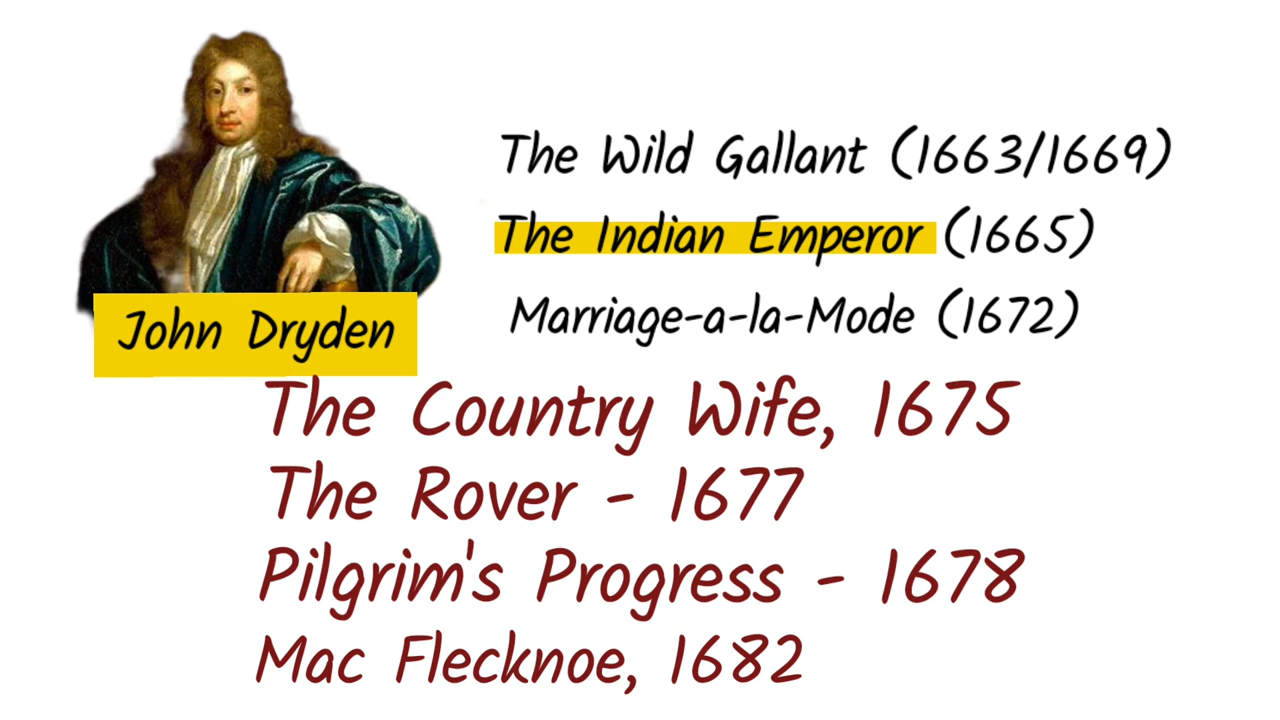 The Wild Gallant (1663/1669)
The Indian Emperor (1665)
Marriage-a-la-Mode (1672)
John Dryden
The Country Wife, 1675
The Rover - 1677
Pilgrim's Progress - 1678
Mac Flecknoe, 1682